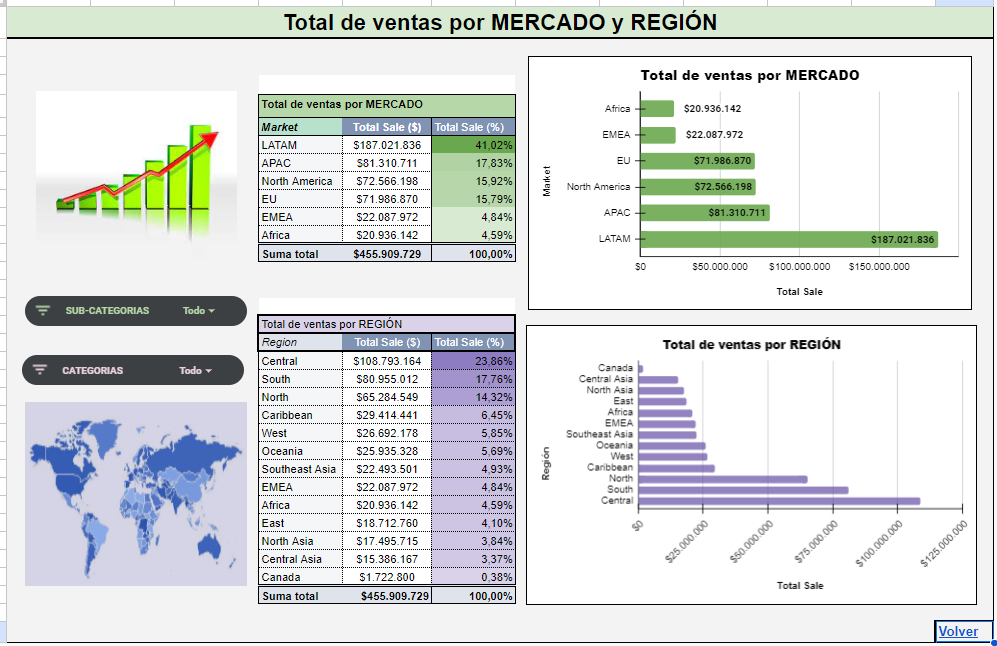 Total de ventas por MERCADO y REGIÓN
Total de ventas por MERCADO
Market Total Sale ($) Total Sale (%)
LATAM $187.021.836 41,02%
APAC $81.310.711 17,83%
North America $72.566.198 15,92%
EU $71.986.870 15,79%
EMEA $22.087.972 4,84%
Africa $20.936.142 4,59%
Suma total $455.909.729 100,00%
Total de ventas por MERCADO
Market
Africa $20.936.142
EMEA $22.087.972
EU $71.986.870
North America $72.566.198
APAC $81.310.711
LATAM $187.021.836
$0 $50.000.000 $100.000.000 $150.000.000
Total Sale
SUB-CATEGORIAS Todo
CATEGORIAS Todo
Total de ventas por REGIÓN
Region Total Sale ($) Total Sale (%)
Central $108.793.164 23,86%
South $80.955.012 17,76%
North $65.284.549 14,32%
Caribbean $29.414.441 6,45%
West $26.692.178 5,85%
Oceania $25.935.328 5,69%
Southeast Asia $22.493.501 4,93%
EMEA $22.087.972 4,84%
Africa $20.936.142 4,59%
East $18.712.760 4,10%
North Asia $17.495.715 3,84%
Central Asia $15.386.167 3,37%
Canada $1.722.800 0,38%
Suma total $455.909.729 100,00%
Total de ventas por REGIÓN
Región
Canada
Central Asia
North Asia
East
Africa
EMEA
Southeast Asia
Oceania
West
Caribbean
North
South
Central
$0 $25.000.000 $50.000.000 $75.000.000 $100.000.000 $125.000.000
Total Sale
Volver